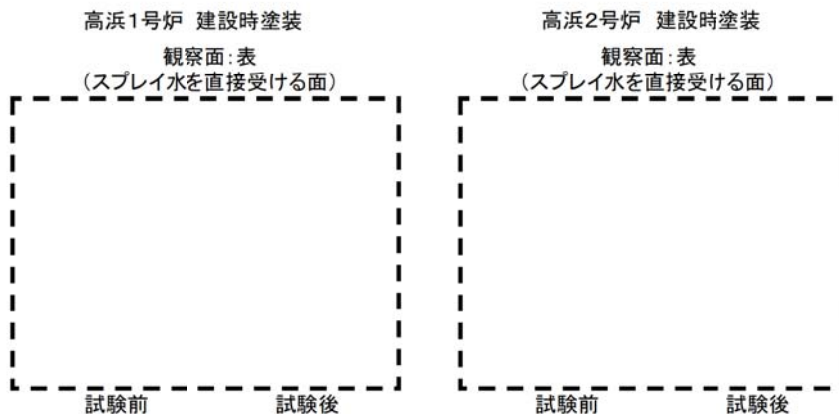 高浜1号炉 建設時塗装
観察面:表
(スプレイ水を直接受ける面)
試験前 試験後
高浜2号炉 建設時塗装
観察面:表
(スプレイ水を直接受ける面)
試験前 試験後